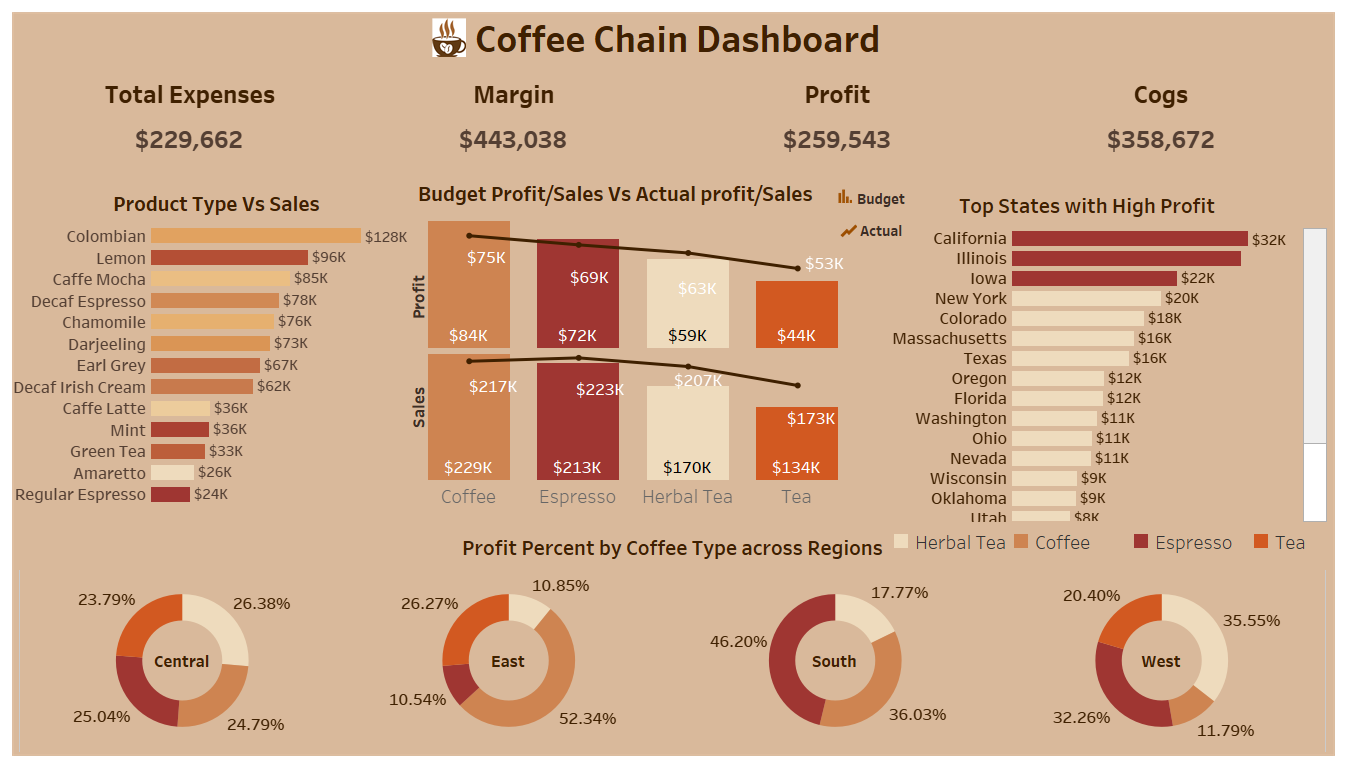 Coffee Chain Dashboard
Total Expenses
$229,662
Margin
$443,038
Profit
$259,543
Cogs
$358,672
Product Type Vs Sales
Colombian $128K
Lemon $96K
Caffe Mocha $85K
Decaf Espresso $78K
Chamomile $76K
Darjeeling $73K
Earl Grey $67K
Decaf Irish Cream $62K
Caffe Latte $36K
Mint $36K
Green Tea $33K
Amaretto $26K
Regular Espresso $24K
Budget Profit/Sales Vs Actual profit/Sales
Budget
Actual
Profit
$75K $69K $63K $53K
$84K $72K $59K $44K
Sales
$217K $223K $207K $173K
$229K $213K $170K $134K
Coffee Espresso Herbal Tea Tea
Top States with High Profit
California $32K
Illinois
Iowa $22K
New York $20K
Colorado $18K
Massachusetts $16K
Texas $16K
Oregon $12K
Florida $12K
Washington $11K
Ohio $11K
Nevada $11K
Wisconsin $9K
Oklahoma $9K
Utah $8K
Profit Percent by Coffee Type across Regions
Herbal Tea Coffee Espresso Tea
23.79% 26.38%
Central
25.04% 24.79%
26.27% 10.85%
East
10.54% 52.34%
46.20% 17.77%
South
36.03%
20.40% 35.55%
West
32.26% 11.79%